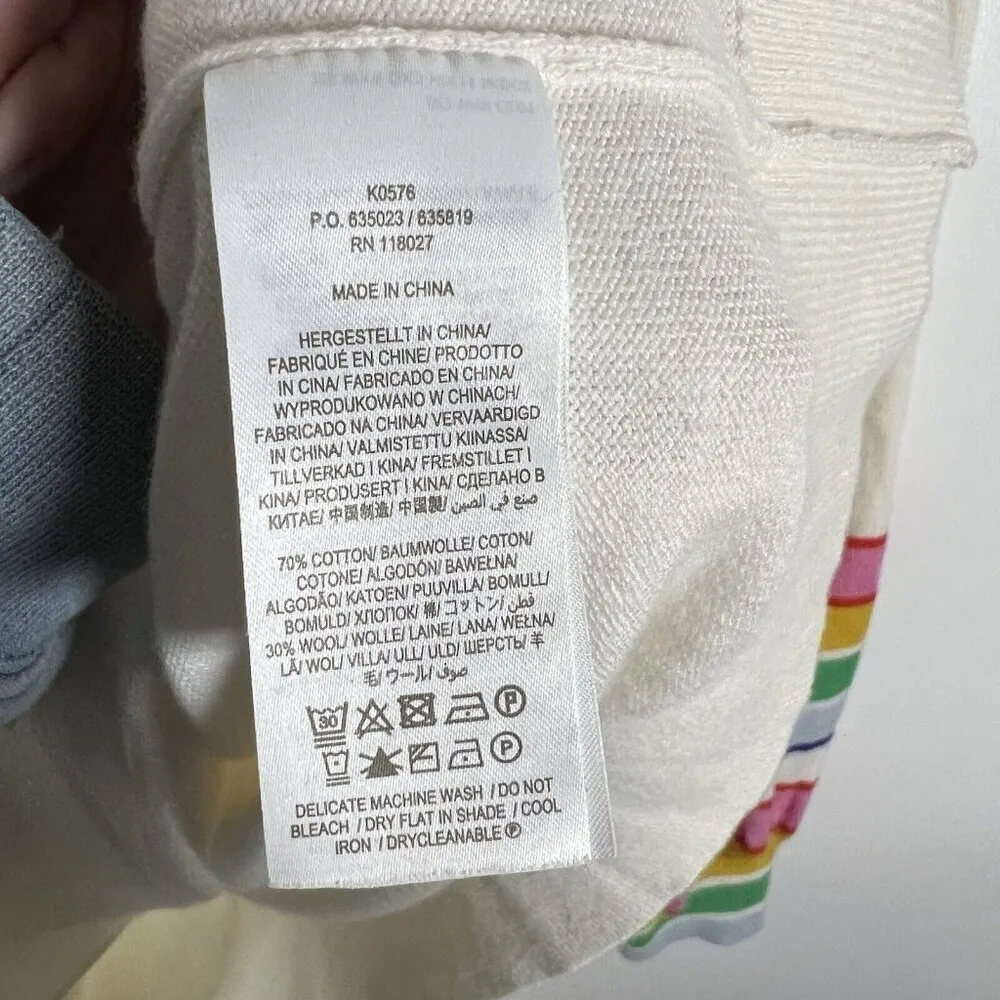 K0576
P.O. 635023 / 635819
RN 118027
MADE IN CHINA
HERGESTELLT IN CHINA/
FABRIQUÉ EN CHINE/ PRODOTTO
IN CINA/ FABRICADO EN CHINA/
WYPRODUKOWANO W CHINACH/
FABRICADO NA CHINA/ VERVAARDIGD
IN CHINA/ VALMISTETTU KIINASSA/
TILLVERKAD I KINA/ FREMSTILLET I
KINA/ PRODUSERT I KINA/ СДЕЛАНО В
КИТАЕ/ 中国制造/ 中國製/ صنع في الصين
70% COTTON/ BAUMWOLLE/ COTON/
COTONE/ ALGODÓN/ BAWEŁNA/
ALGODÃO/ KATOEN/ PUUVILLA/ BOMULL/
BOMULD/ ХЛОПОК/ 棉/ コットン/ قطن/
30% WOOL/ WOLLE/ LAINE/ LANA/ WEŁNA/
LÃ/ WOL/ VILLA/ ULL/ ULD/ ШЕРСТЬ/ 羊
毛/ ウール/ صوف
30 P
P
DELICATE MACHINE WASH / DO NOT
BLEACH / DRY FLAT IN SHADE / COOL
IRON / DRYCLEANABLE Ⓟ